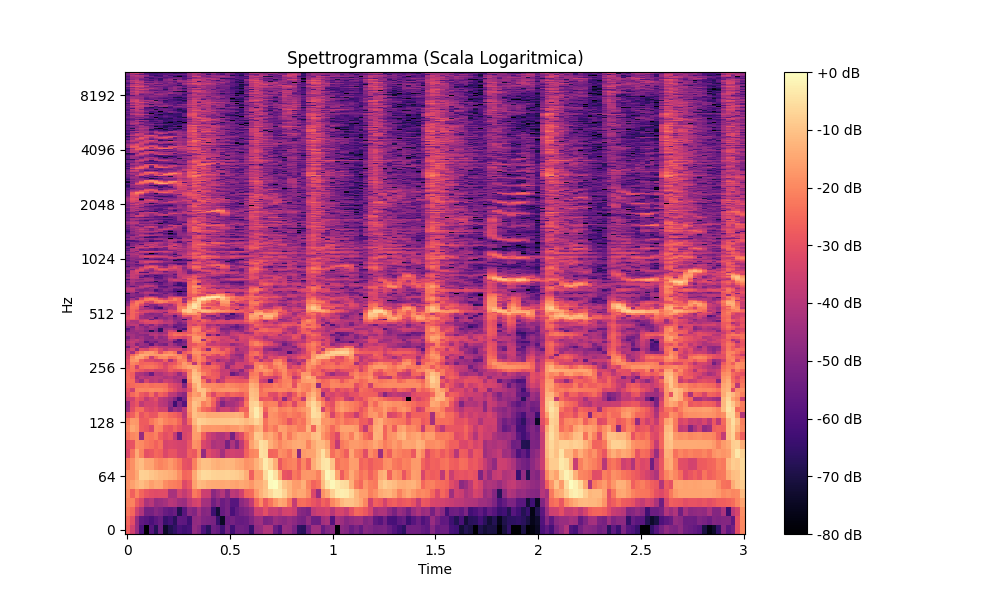 Spettrogramma (Scala Logaritmica)
Hz
8192
4096
2048
1024
512
256
128
64
0
0
0.5
1
1.5
2
2.5
3
Time
+0 dB
-10 dB
-20 dB
-30 dB
-40 dB
-50 dB
-60 dB
-70 dB
-80 dB